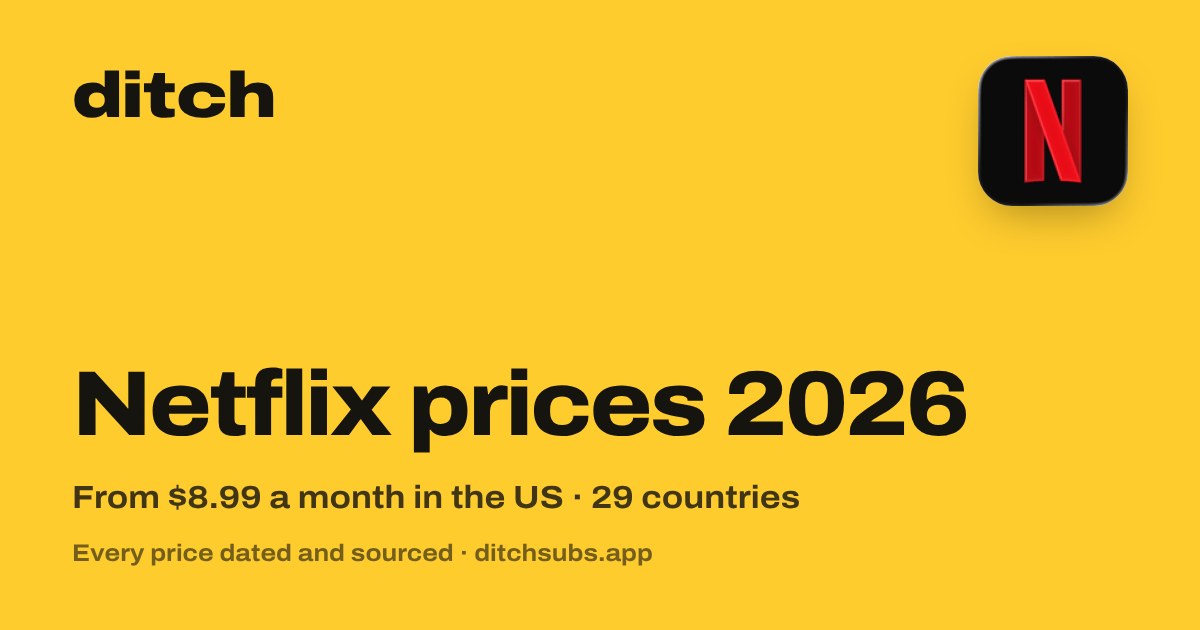 ditch
N
Netflix prices 2026
From $8.99 a month in the US · 29 countries
Every price dated and sourced · ditchsubs.app